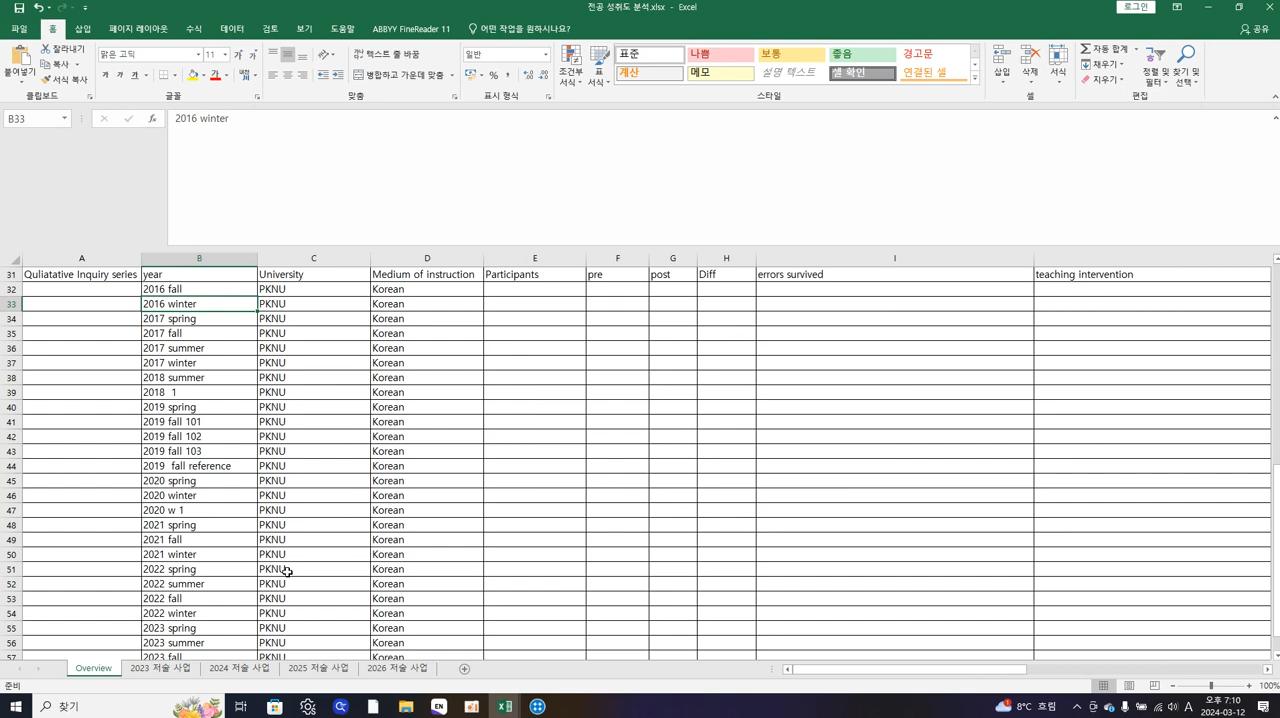 전공 성취도 분석.xlsx - Excel
로그인
파일 홈 삽입 페이지 레이아웃 수식 데이터 검토 보기 도움말 ABBYY FineReader 11 어떤 작업을 원하시나요?
공유
붙여넣기
잘라내기
복사
서식 복사
클립보드
맑은 고딕 11
가 가 가
글꼴
텍스트 줄 바꿈
병합하고 가운데 맞춤
맞춤
일반
표시 형식
조건부 서식
표 서식
표준 나쁨 보통 좋음 경고문
계산 메모 설명 텍스트 셀 확인 연결된 셀
스타일
삽입 삭제 서식
셀
자동 합계
채우기
지우기
정렬 및 필터
찾기 및 선택
편집
B33 fx 2016 winter
A B C D E F G H I
31 Quliatative Inquiry series year University Medium of instruction Participants pre post Diff errors survived teaching intervention
32 2016 fall PKNU Korean
33 2016 winter PKNU Korean
34 2017 spring PKNU Korean
35 2017 fall PKNU Korean
36 2017 summer PKNU Korean
37 2017 winter PKNU Korean
38 2018 summer PKNU Korean
39 2018 1 PKNU Korean
40 2019 spring PKNU Korean
41 2019 fall 101 PKNU Korean
42 2019 fall 102 PKNU Korean
43 2019 fall 103 PKNU Korean
44 2019 fall reference PKNU Korean
45 2020 spring PKNU Korean
46 2020 winter PKNU Korean
47 2020 w 1 PKNU Korean
48 2021 spring PKNU Korean
49 2021 fall PKNU Korean
50 2021 winter PKNU Korean
51 2022 spring PKNU Korean
52 2022 summer PKNU Korean
53 2022 fall PKNU Korean
54 2022 winter PKNU Korean
55 2023 spring PKNU Korean
56 2023 summer PKNU Korean
57 2023 fall PKNU Korean
Overview 2023 저술 사업 2024 저술 사업 2025 저술 사업 2026 저술 사업
준비 100%
찾기
EN
8°C 흐림
A
오후 7:10
2024-03-12